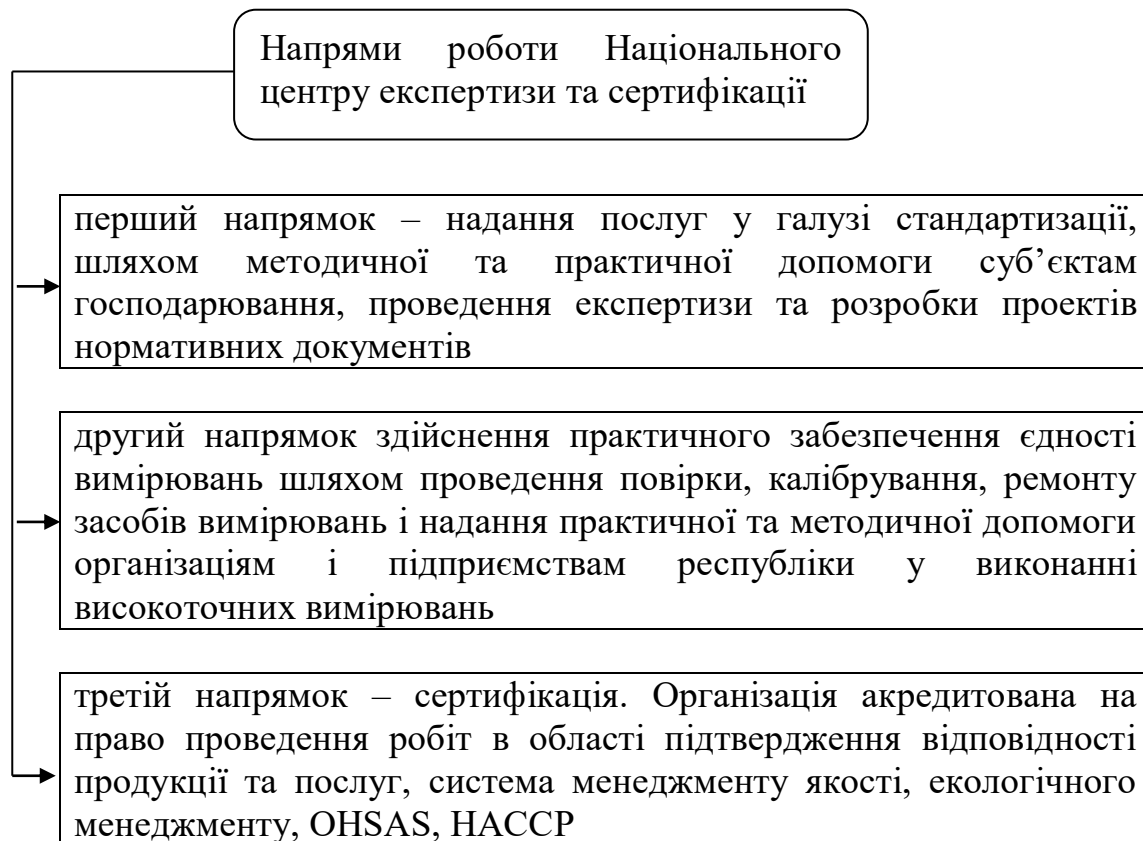 Напрями роботи Національного
центру експертизи та сертифікації
перший напрямок – надання послуг у галузі стандартизації,
шляхом методичної та практичної допомоги суб’єктам
господарювання, проведення експертизи та розробки проектів
нормативних документів
другий напрямок здійснення практичного забезпечення єдності
вимірювань шляхом проведення повірки, калібрування, ремонту
засобів вимірювань і надання практичної та методичної допомоги
організаціям і підприємствам республіки у виконанні
високоточних вимірювань
третій напрямок – сертифікація. Організація акредитована на
право проведення робіт в області підтвердження відповідності
продукції та послуг, система менеджменту якості, екологічного
менеджменту, OHSAS, HACCP